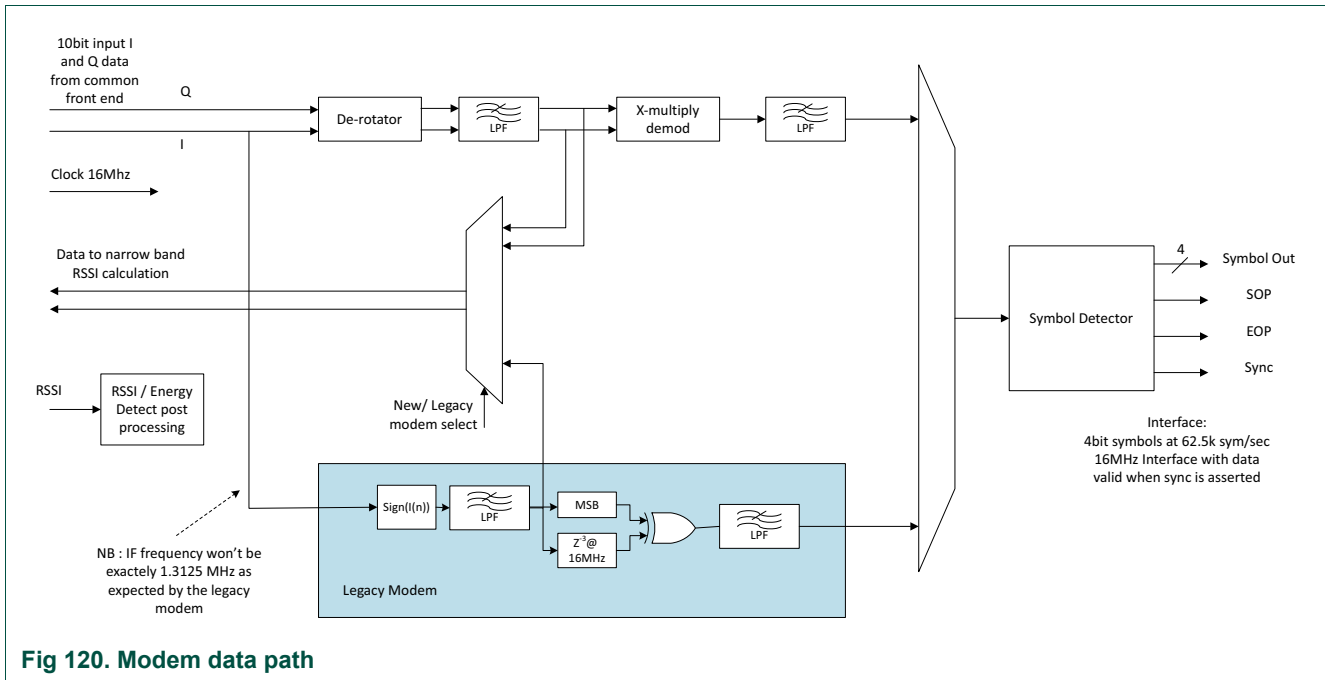 10bit input I
and Q data
from common
front end
Q
I
De-rotator
LPF
X-multiply
demod
LPF
Clock 16Mhz
Data to narrow band
RSSI calculation
4
Symbol Out
SOP
Symbol Detector
EOP
Sync
RSSI
RSSI / Energy
Detect post
processing
New/ Legacy
modem select
Interface:
4bit symbols at 62.5k sym/sec
16MHz Interface with data
valid when sync is asserted
Sign(I(n))
LPF
MSB
Z-3@
16MHz
LPF
NB : IF frequency won't be
exactely 1.3125 MHz as
expected by the legacy
modem
Legacy Modem
Fig 120. Modem data path